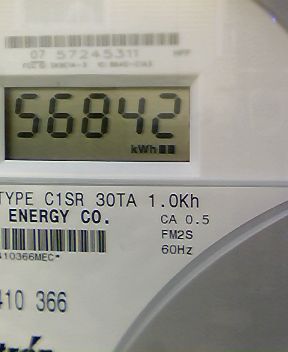 07 57245311
56842
kWh
TYPE C1SR 30TA 1.0Kh
ENERGY CO.
CA 0.5
FM2S
60Hz
410366MEC*
410 366